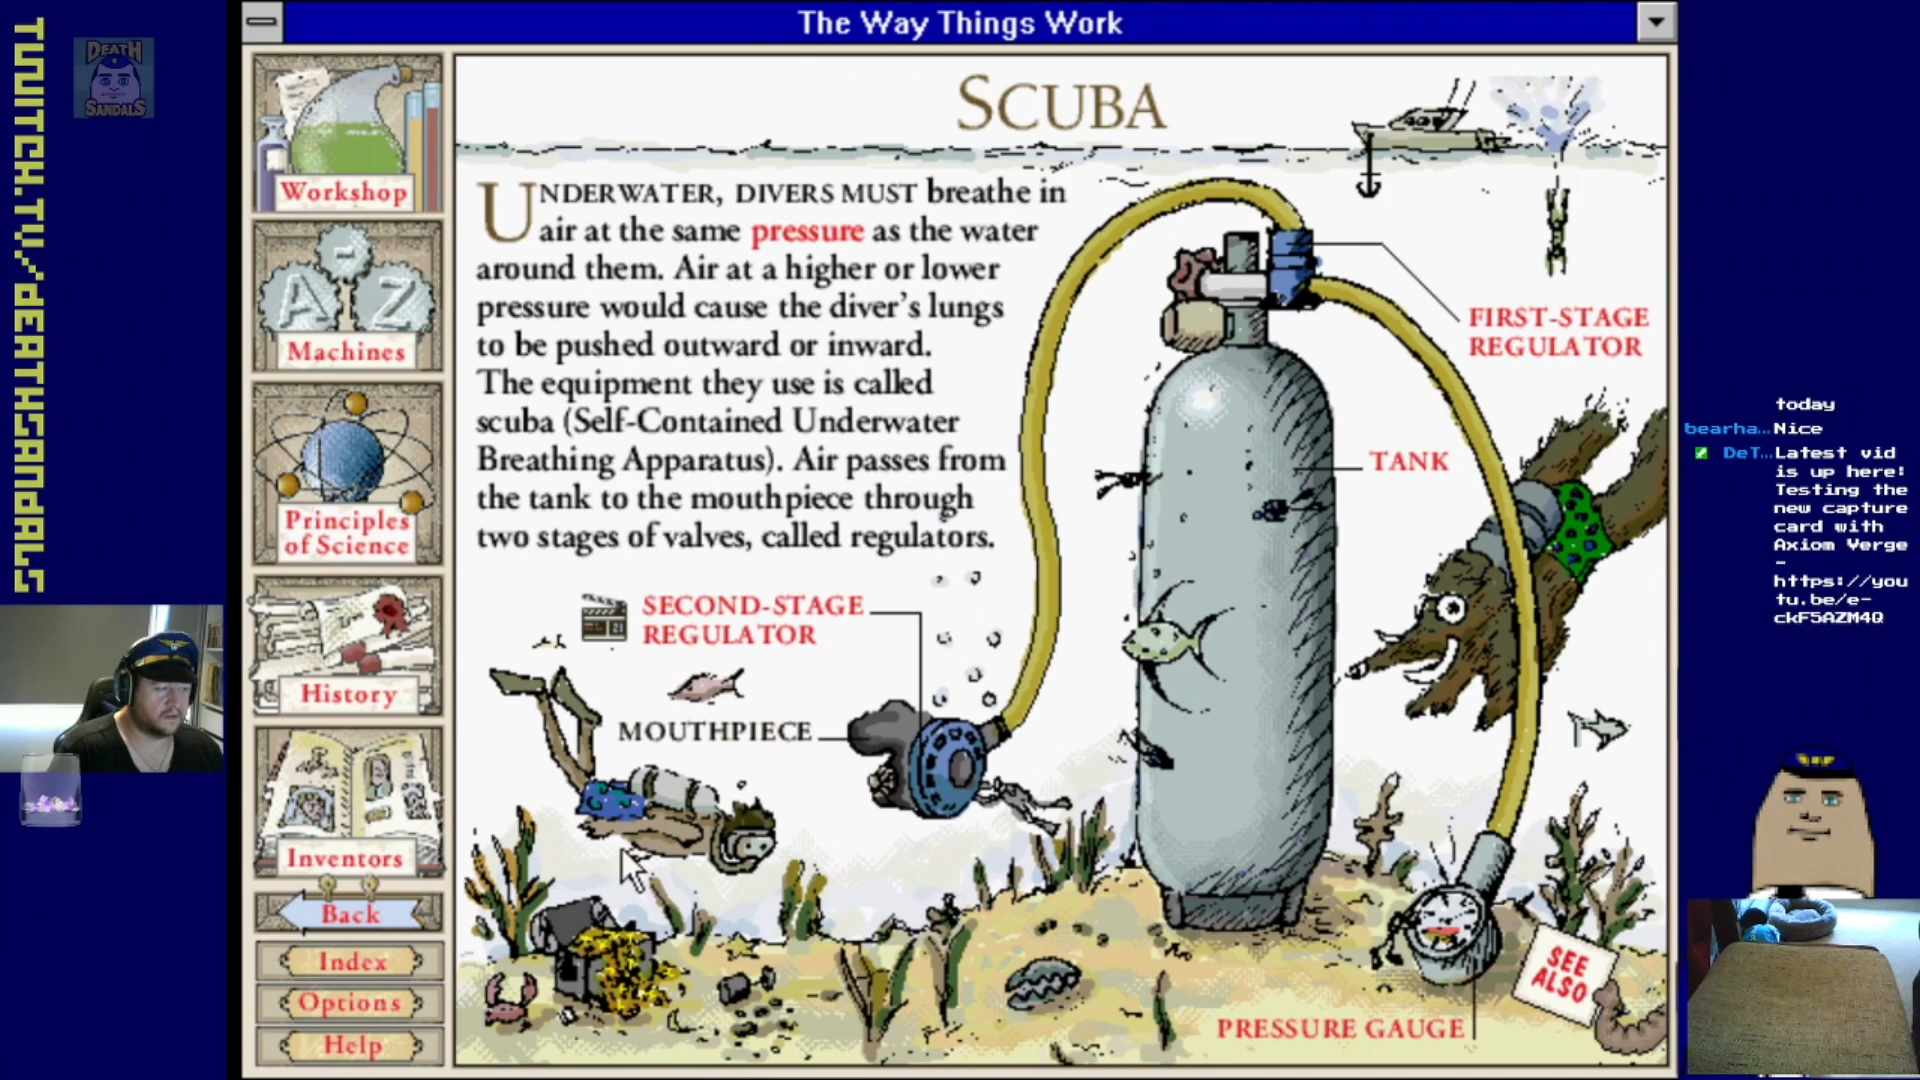 TWITCH.TV/DEATHSANDALS
DEATH
SANDALS
The Way Things Work
Workshop
A - Z
Machines
Principles
of Science
History
Inventors
Back
Index
Options
Help
SCUBA
UNDERWATER, DIVERS MUST breathe in
air at the same pressure as the water
around them. Air at a higher or lower
pressure would cause the diver's lungs
to be pushed outward or inward.
The equipment they use is called
scuba (Self-Contained Underwater
Breathing Apparatus). Air passes from
the tank to the mouthpiece through
two stages of valves, called regulators.
FIRST-STAGE
REGULATOR
TANK
SECOND-STAGE
REGULATOR
MOUTHPIECE
PRESSURE GAUGE
SEE
ALSO
today
bearha...Nice
DeT...Latest vid
is up here:
Testing the
new capture
card with
Axiom Verge
-
https://you
tu.be/e-
ckF5AZM4Q